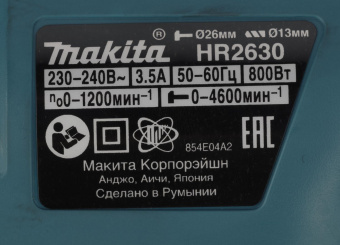 makita® Ø26мм Ø13мм
HR2630
230-240В~ 3.5A 50-60Гц 800Вт
n₀0-1200мин⁻¹ 0-4600мин⁻¹
854E04A2 EAC
Макита Корпорэйшн
Анджо, Аичи, Япония
Сделано в Румынии